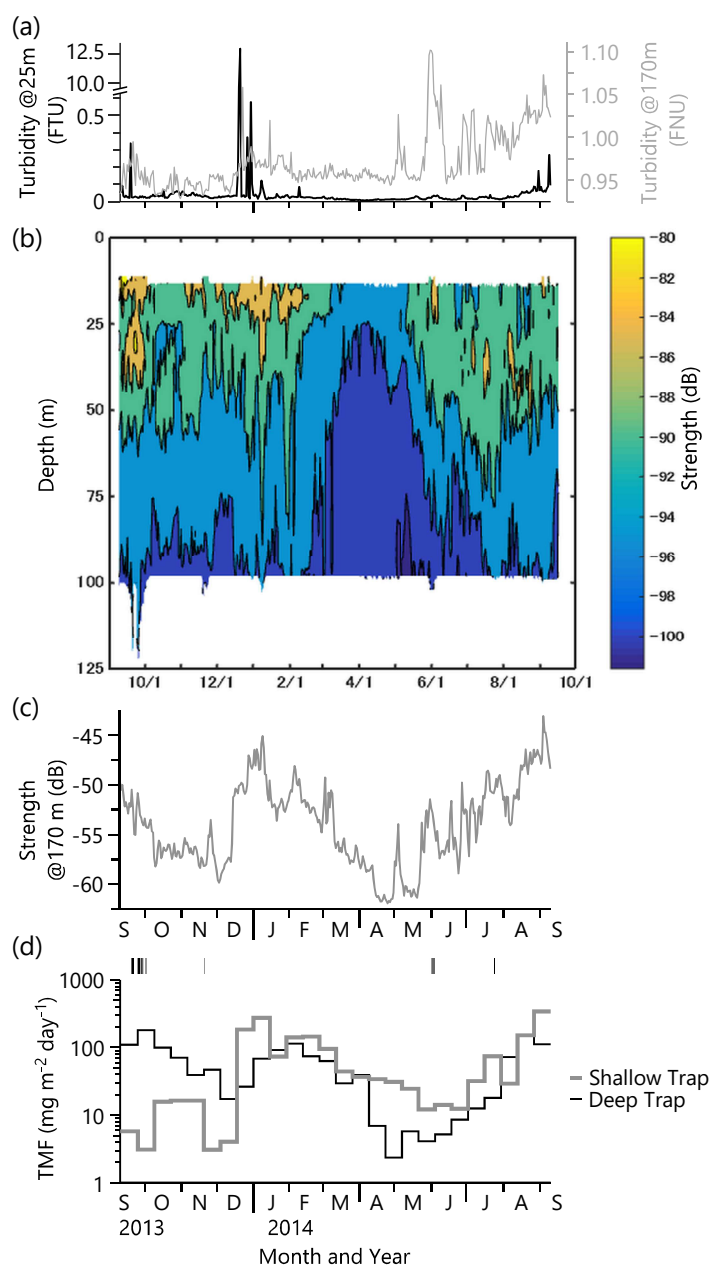 (a)
12.5
10.0
0.5
0
Turbidity @25m
(FTU)
1.10
1.05
1.00
0.95
Turbidity @170m
(FNU)
(b)
0
25
50
75
100
125
Depth (m)
10/1 12/1 2/1 4/1 6/1 8/1 10/1
−80
−82
−84
−86
−88
−90
−92
−94
−96
−98
−100
Strength (dB)
(c)
-45
-50
-55
-60
Strength
@170 m (dB)
S O N D J F M A M J J A S
(d)
1000
100
10
1
TMF (mg m−2 day−1)
Shallow Trap
Deep Trap
S O N D J F M A M J J A S
2013 2014
Month and Year